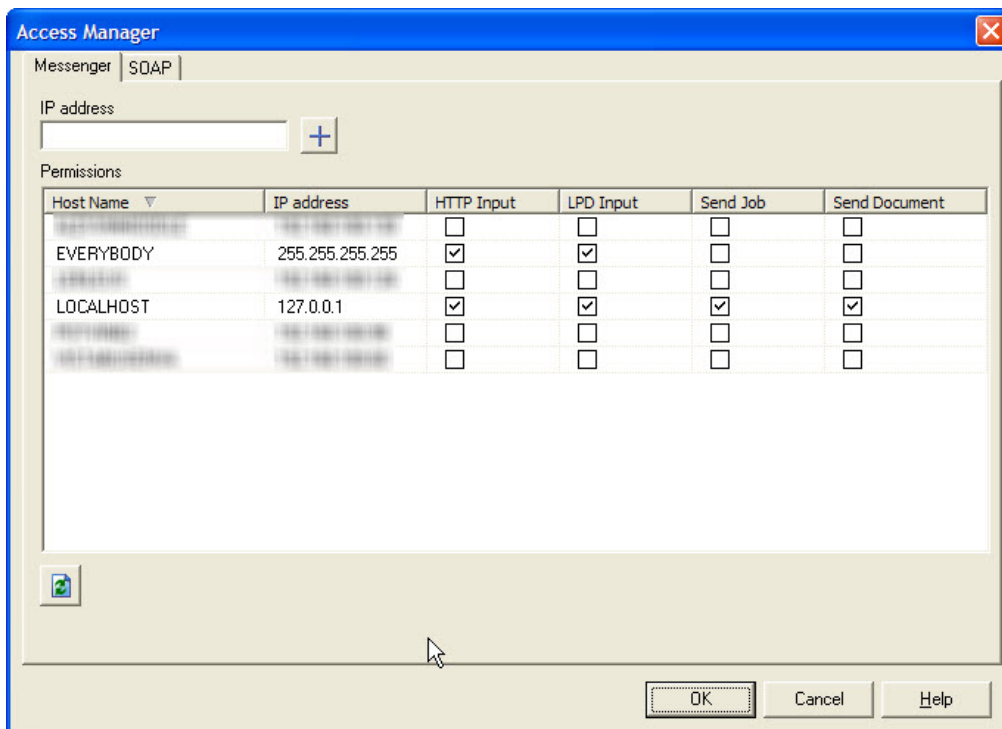 Access Manager
Messenger SOAP
IP address
Permissions
Host Name IP address HTTP Input LPD Input Send Job Send Document
EVERYBODY 255.255.255.255
LOCALHOST 127.0.0.1
OK Cancel Help